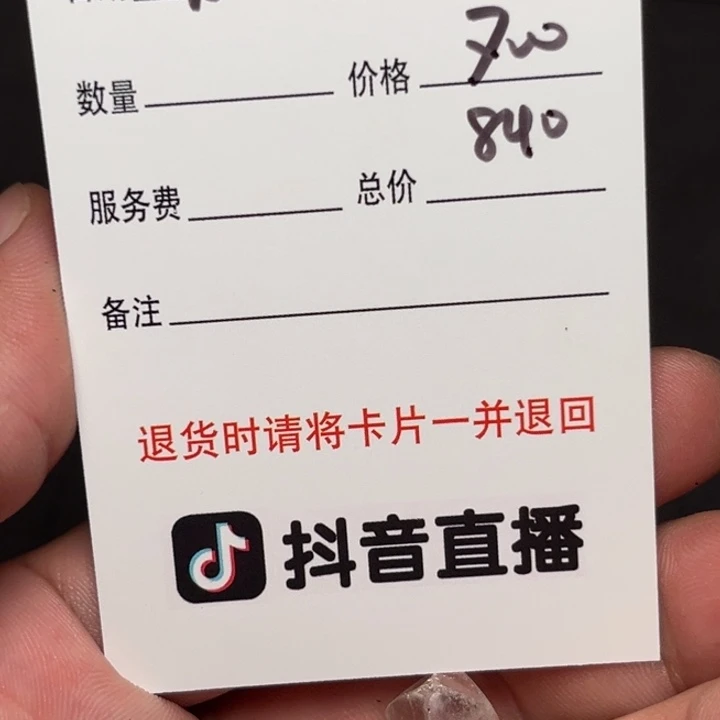 数量 价格 700
840
服务费 总价
备注
退货时请将卡片一并退回
抖音直播